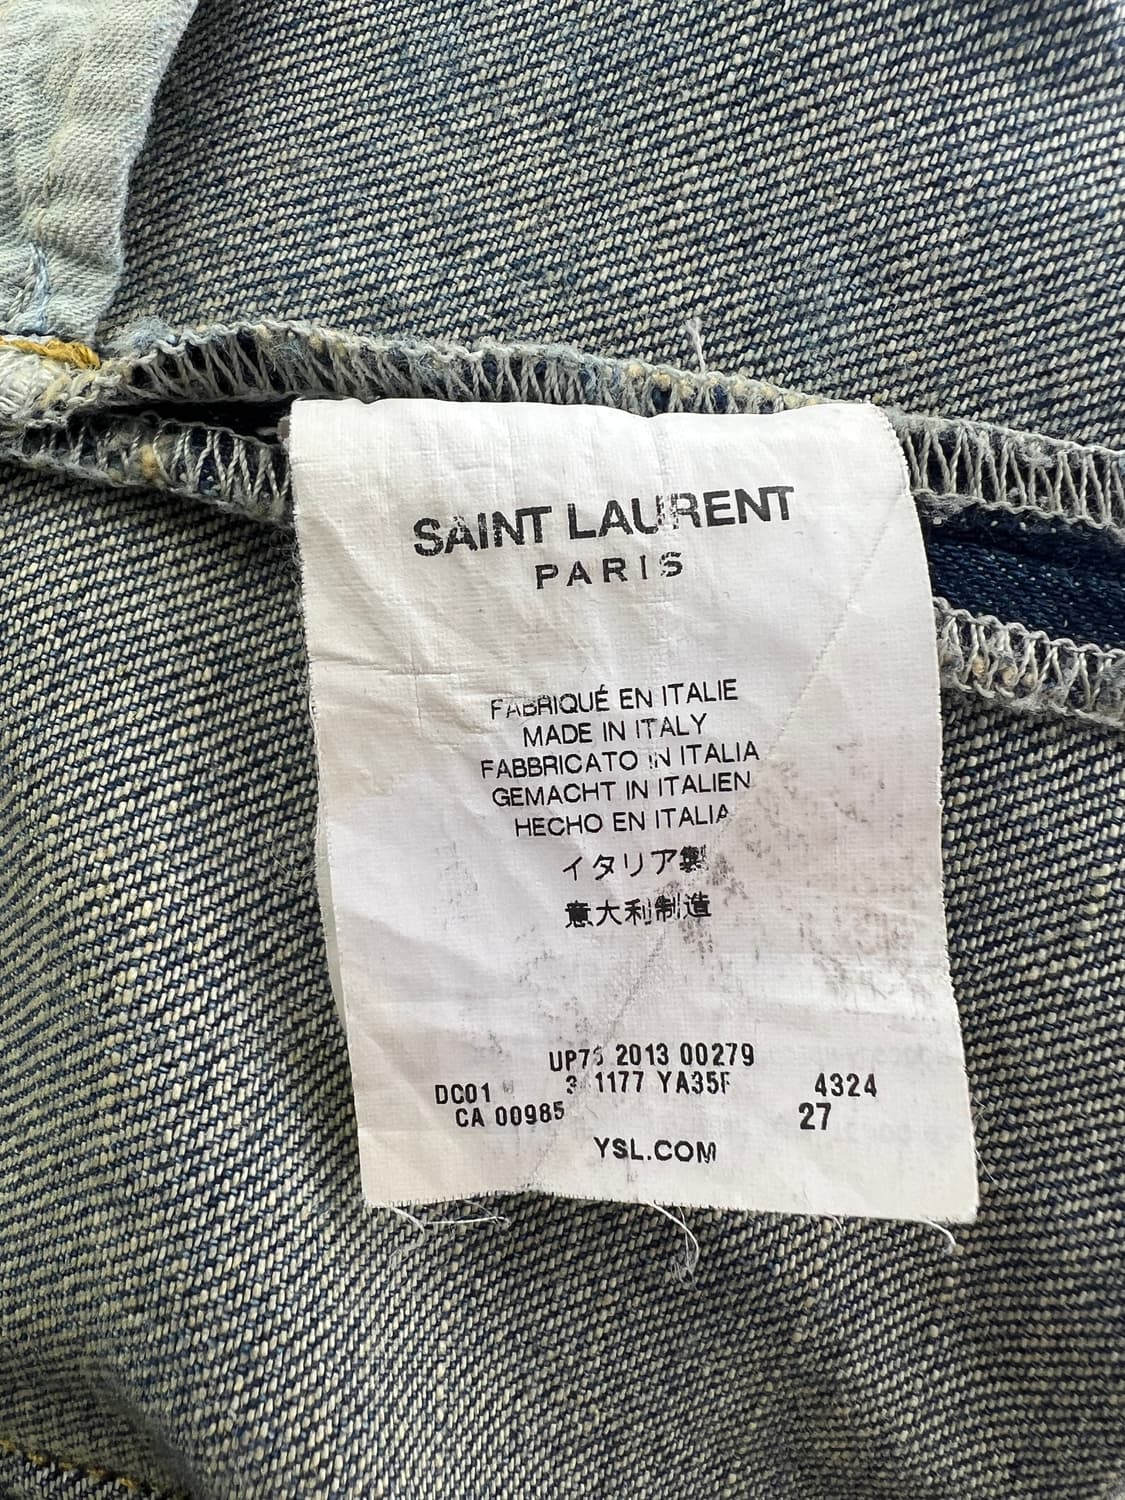 SAINT LAURENT
PARIS
FABRIQUÉ EN ITALIE
MADE IN ITALY
FABBRICATO IN ITALIA
GEMACHT IN ITALIEN
HECHO EN ITALIA
イタリア製
意大利制造
2013 00279
DC01 YA35F 4324
CA 00985 27
YSL.COM